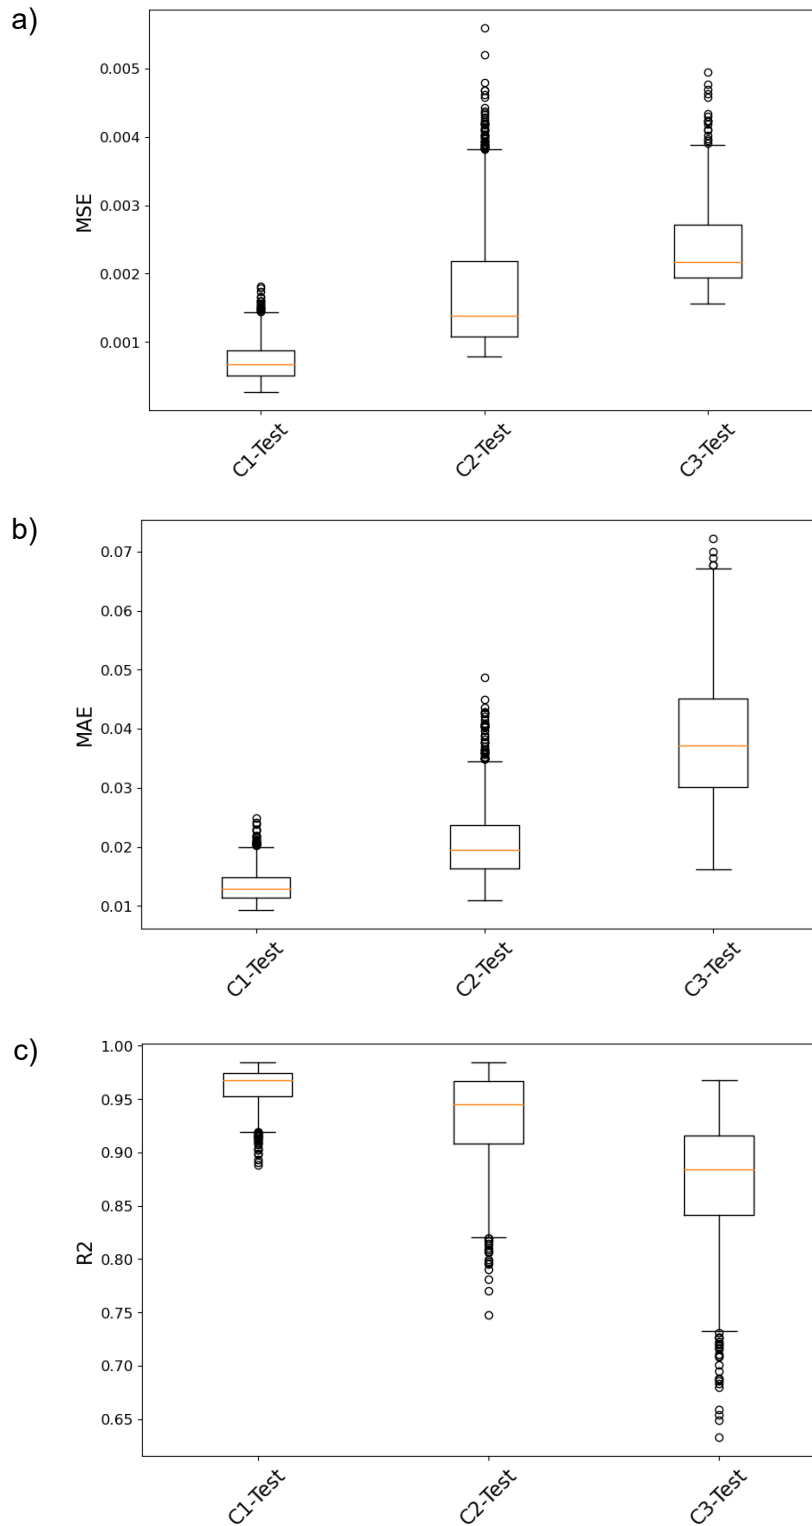 a)
0.005
0.004
0.003
0.002
0.001
MSE
C1-Test
C2-Test
C3-Test
b)
0.07
0.06
0.05
0.04
0.03
0.02
0.01
MAE
C1-Test
C2-Test
C3-Test
c)
1.00
0.95
0.90
0.85
0.80
0.75
0.70
0.65
R2
C1-Test
C2-Test
C3-Test